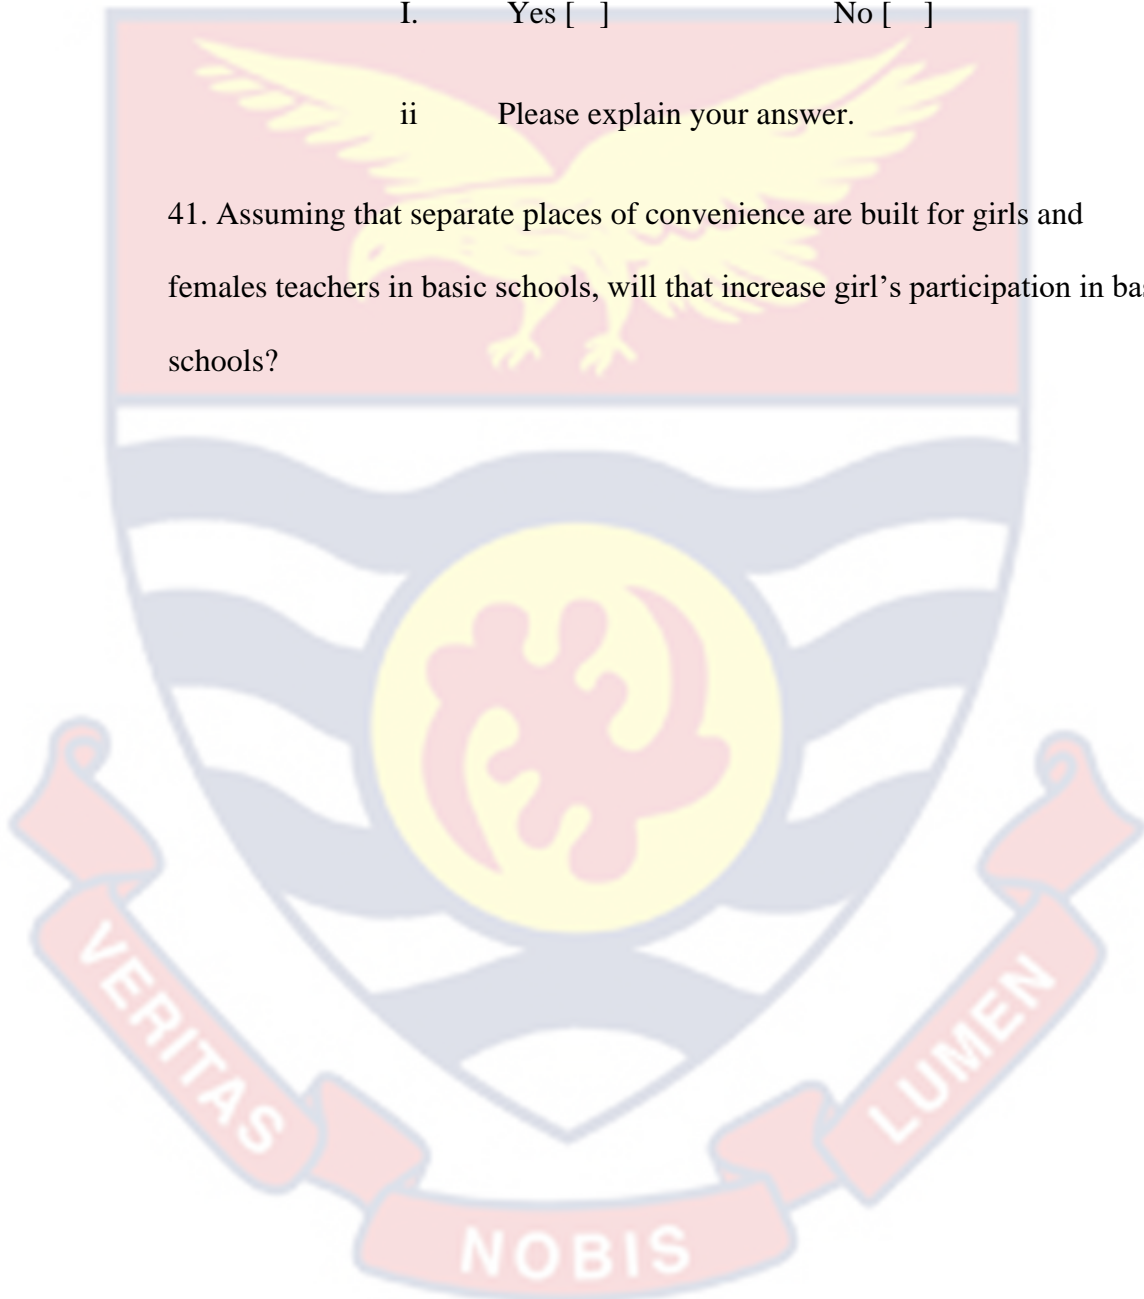 I. Yes [ ] No [ ]
ii Please explain your answer.
41. Assuming that separate places of convenience are built for girls and
females teachers in basic schools, will that increase girl’s participation in
schools?
VERITAS
NOBIS
LUMEN